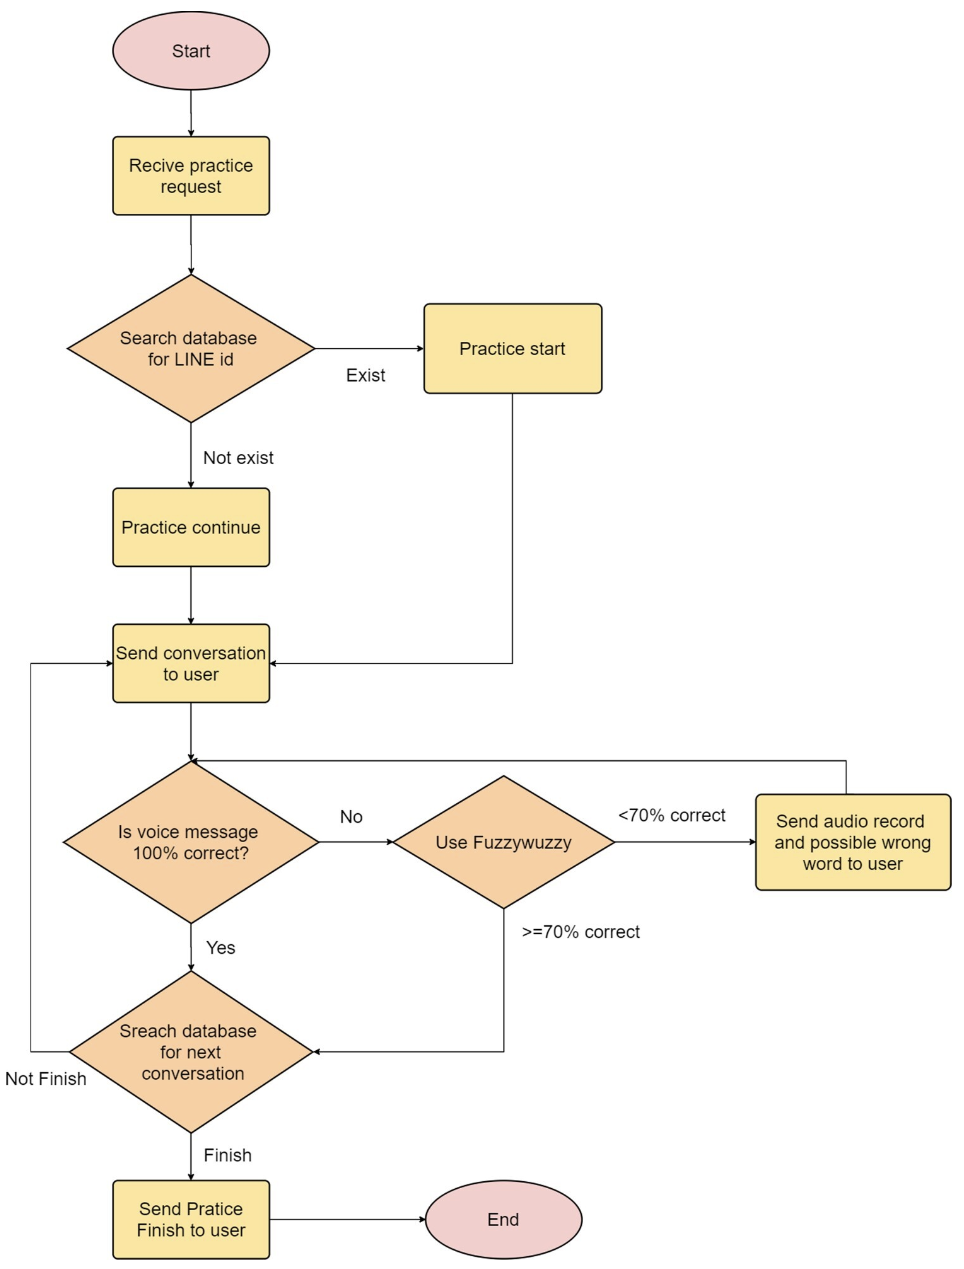 Start
Recive practice
request
Search database
for LINE id
Exist
Practice start
Not exist
Practice continue
Send conversation
to user
Is voice message
100% correct?
No
Use Fuzzywuzzy
<70% correct
Send audio record
and possible wrong
word to user
>=70% correct
Yes
Sreach database
for next
conversation
Not Finish
Finish
Send Pratice
Finish to user
End